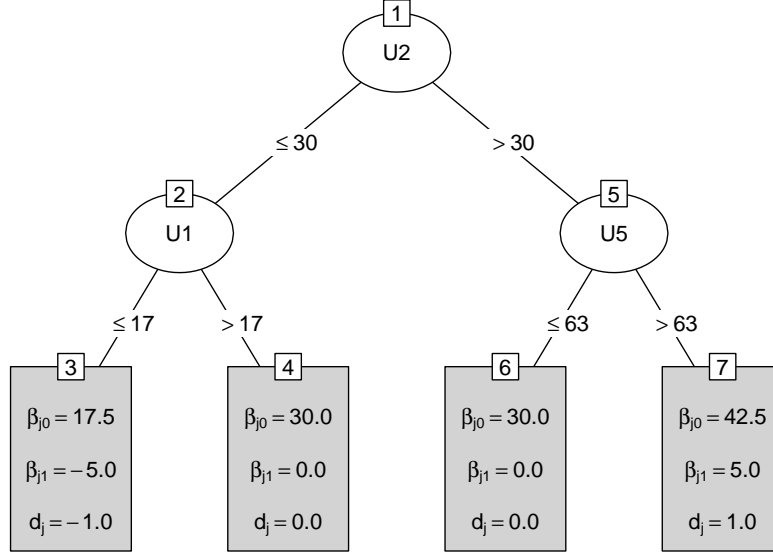 1
U2
≤ 30
> 30
2
U1
5
U5
≤ 17
> 17
≤ 63
> 63
3
βj0 = 17.5
βj1 = −5.0
dj = −1.0
4
βj0 = 30.0
βj1 = 0.0
dj = 0.0
6
βj0 = 30.0
βj1 = 0.0
dj = 0.0
7
βj0 = 42.5
βj1 = 5.0
dj = 1.0